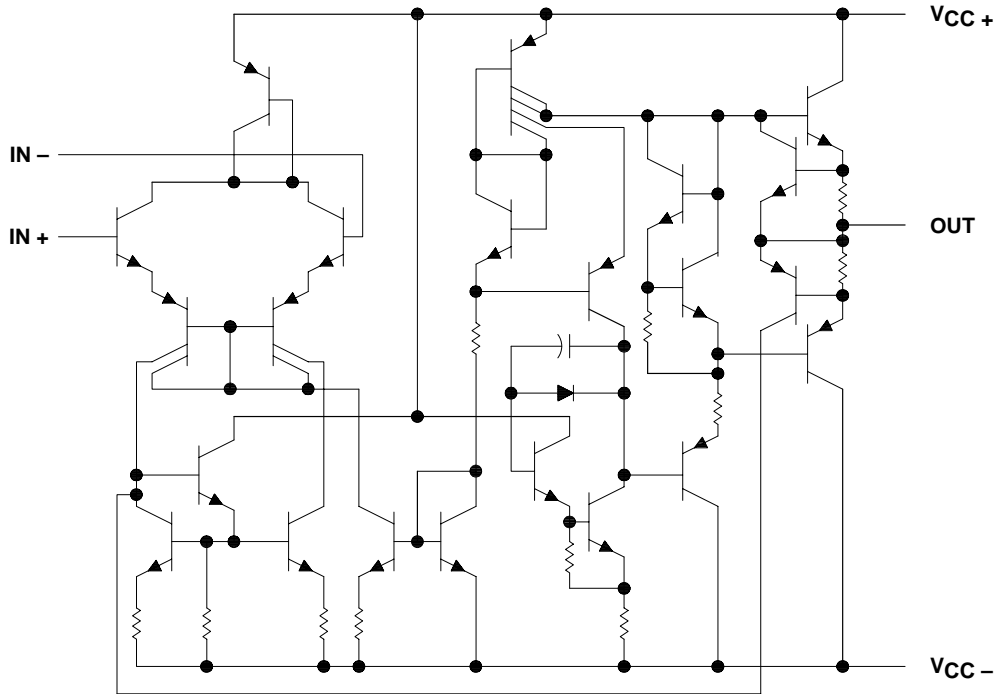 VCC +
IN –
IN +
OUT
VCC –